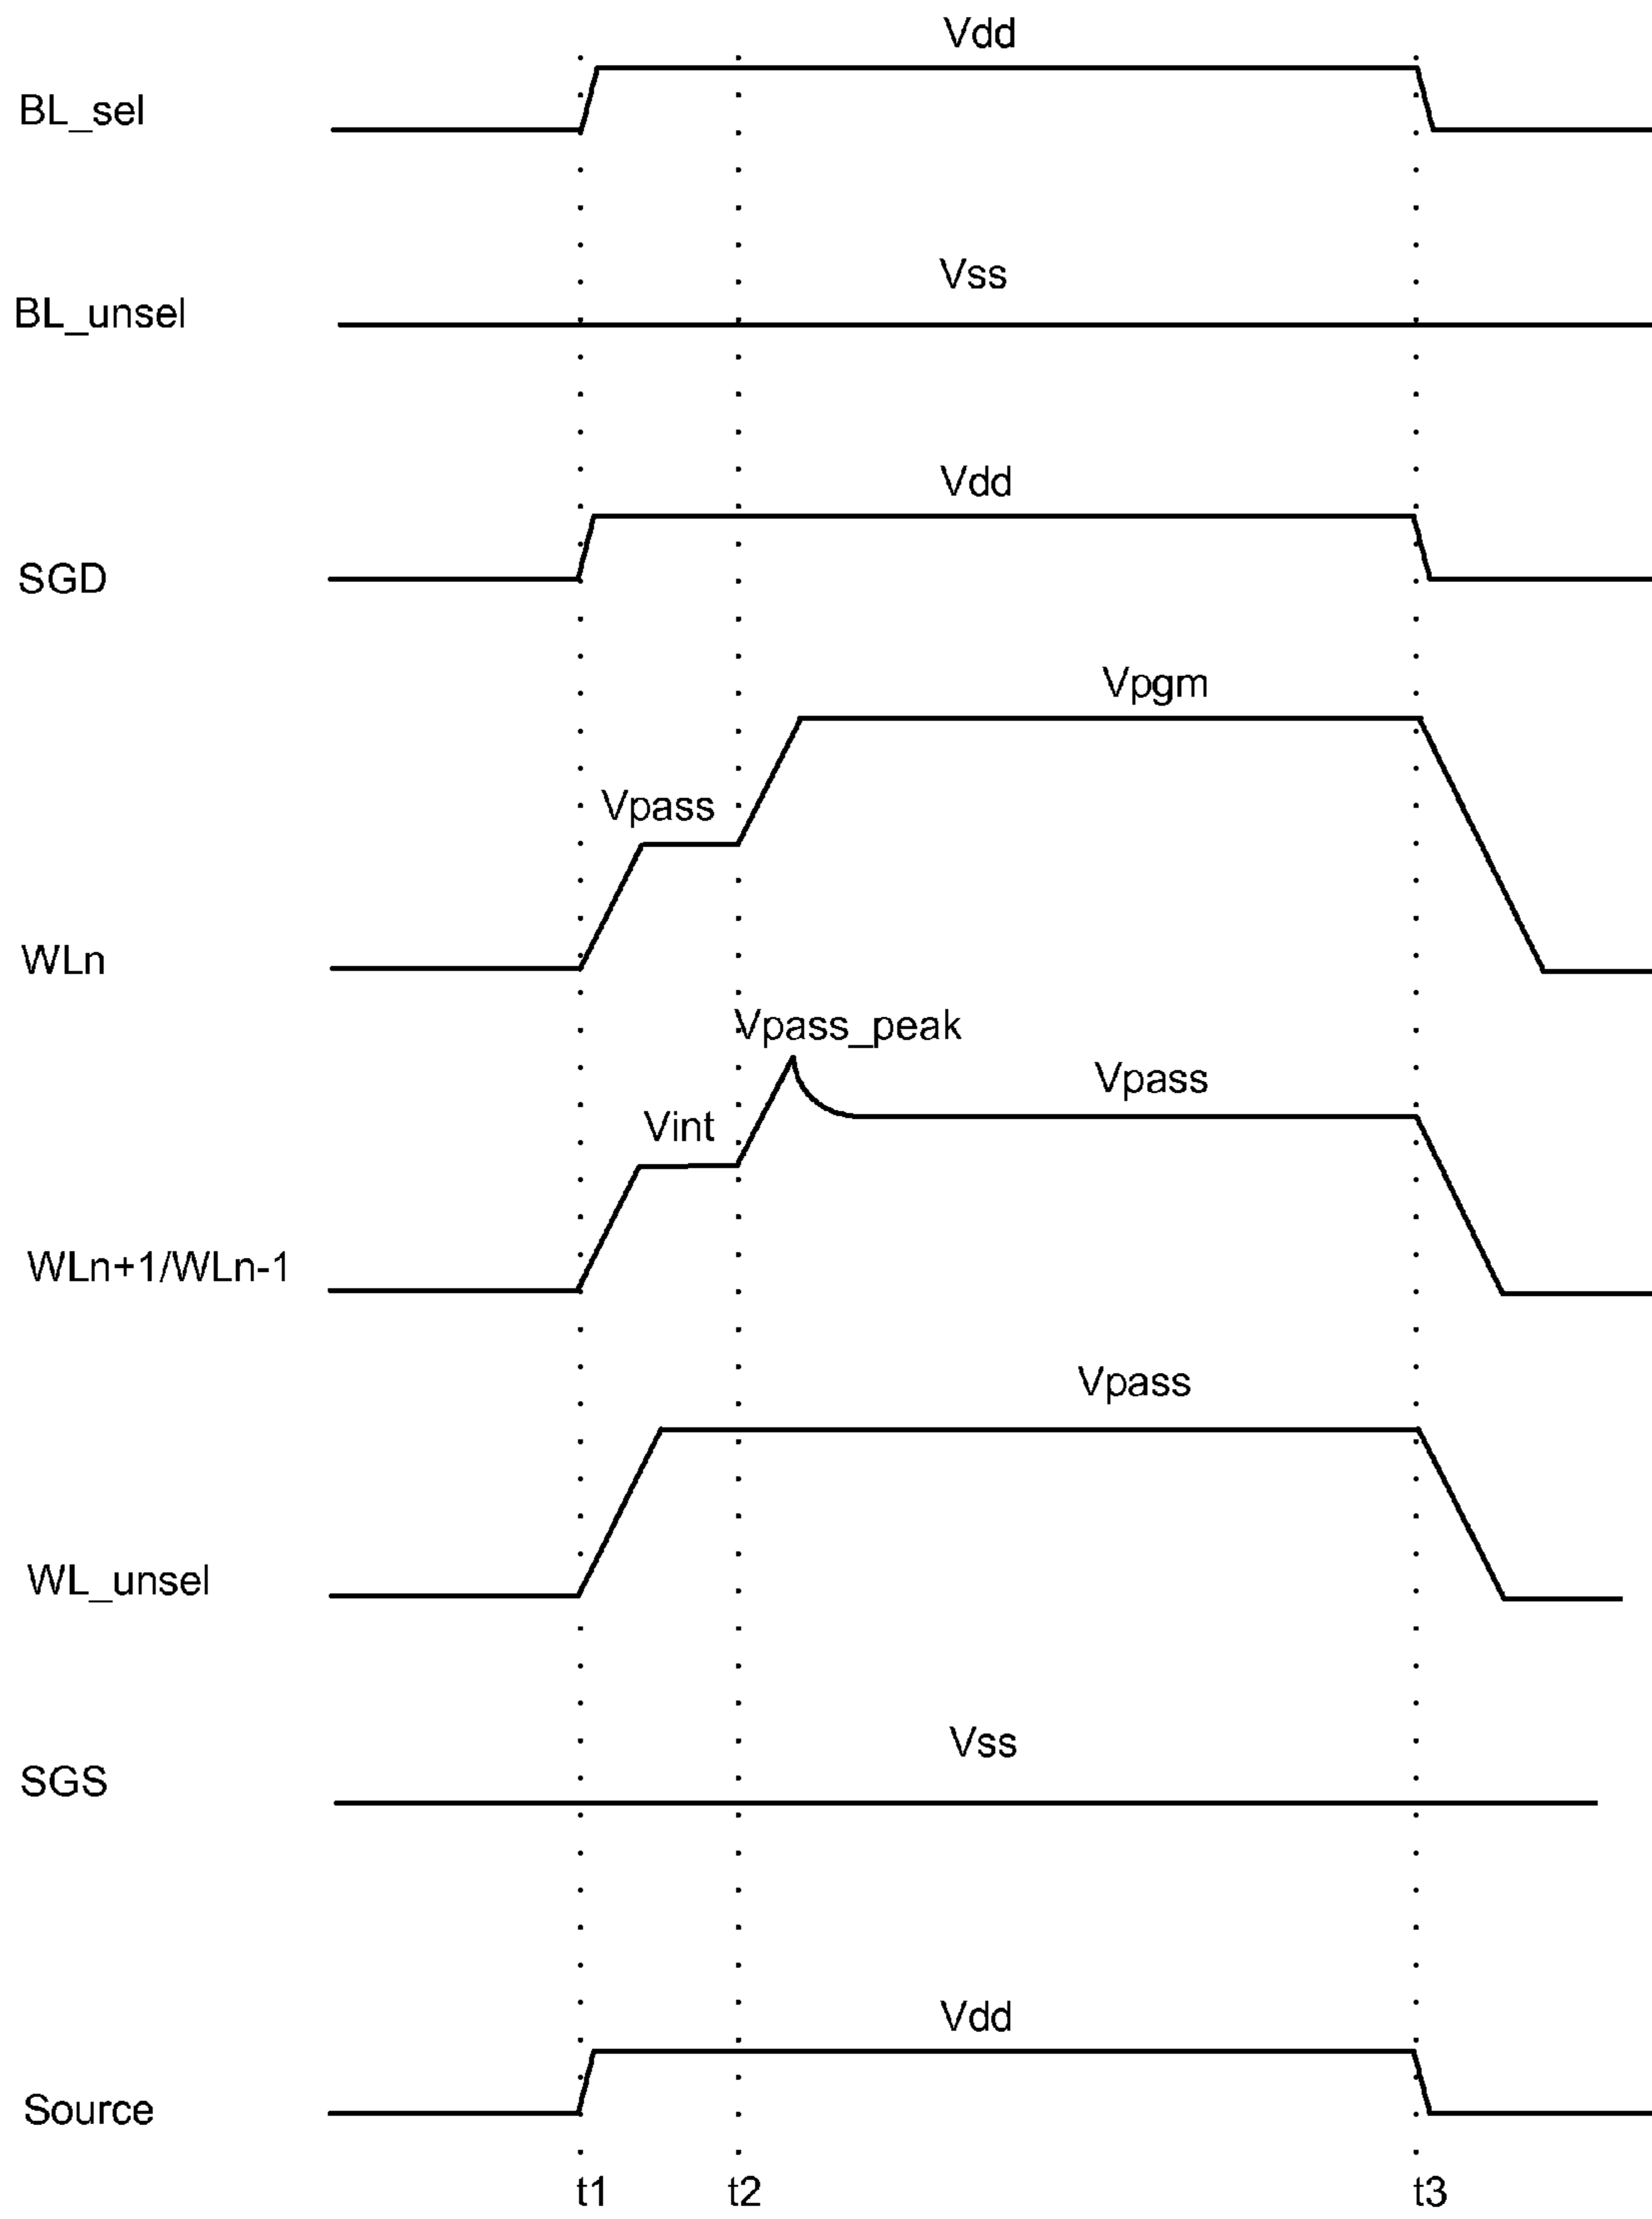 Vdd
BL_sel
Vss
BL_unsel
Vdd
SGD
Vpgm
Vpass
WLn
Vpass_peak
Vpass
Vint
WLn+1/WLn-1
Vpass
WL_unsel
Vss
SGS
Vdd
Source
t1 t2 t3